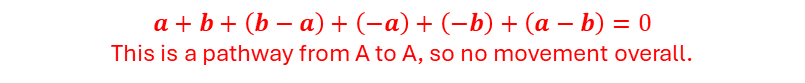 a + b + (b − a) + (−a) + (−b) + (a − b) = 0
This is a pathway from A to A, so no movement overall.